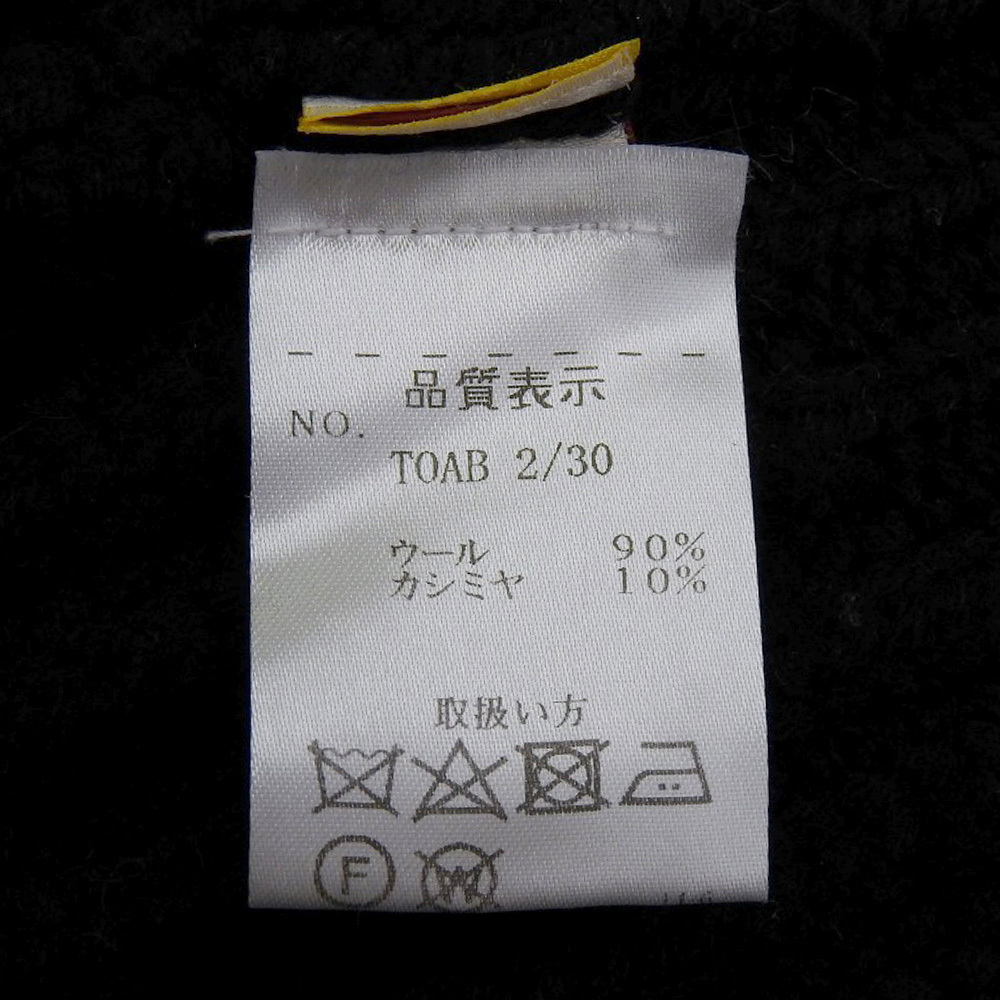 品質表示
NO.
TOAB 2/30
ウール 90%
カシミヤ 10%
取扱い方
F W